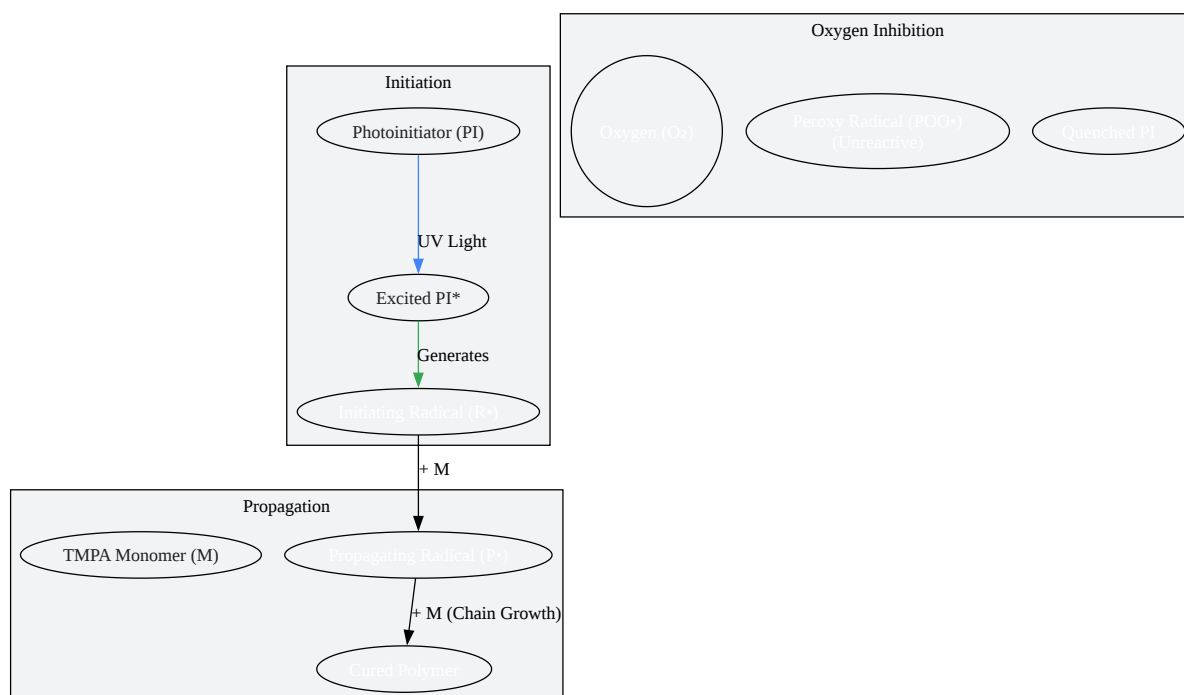 Oxygen Inhibition
Oxygen (O₂)
Peroxy Radical (POO•)
(Unreactive)
Quenched PI
Initiation
Photoinitiator (PI)
UV Light
Excited PI*
Generates
Initiating Radical (R•)
+ M
Propagation
TMPA Monomer (M)
Propagating Radical (P•)
+ M (Chain Growth)
Cured Polymer